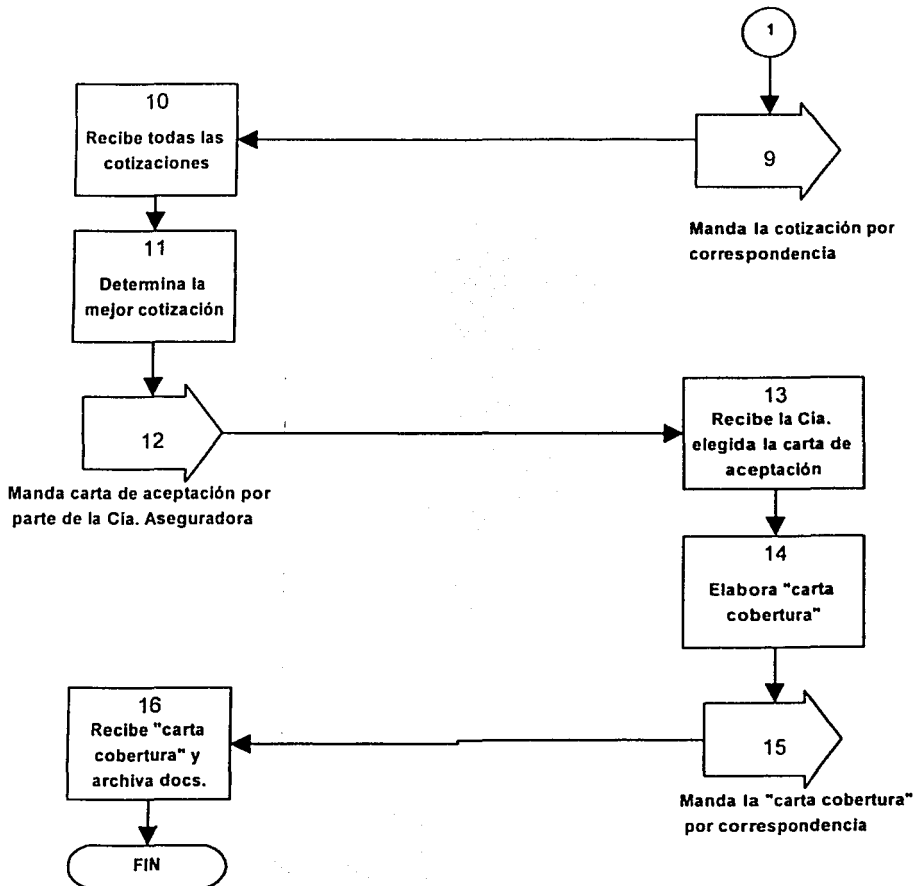 1
9
Manda la cotización por
correspondencia
10
Recibe todas las
cotizaciones
11
Determina la
mejor cotización
12
Manda carta de aceptación por
parte de la Cía. Aseguradora
13
Recibe la Cia.
elegida la carta de
aceptación
14
Elabora "carta
cobertura"
15
Manda la "carta cobertura"
por correspondencia
16
Recibe "carta
cobertura" y
archiva docs.
FIN